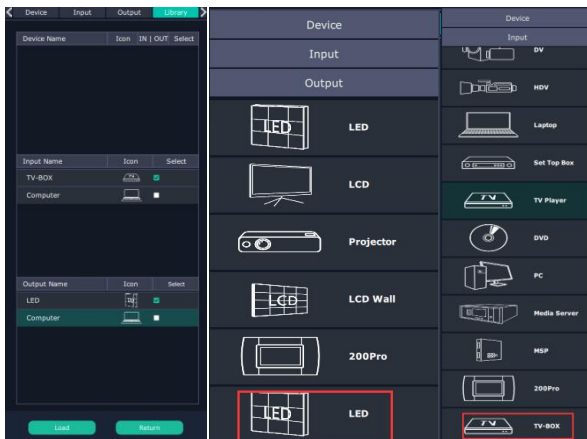 Device Input Output Library
Device Name Icon IN | OUT Select
Input Name Icon Select
TV-BOX TV
Computer
Output Name Icon Select
LED
Computer
Load Return
Device
Input
Output
LED LED
LCD
Projector
LCD LCD Wall
200Pro
LED LED
Device
Input
DV
HDV
Laptop
Set Top Box
TV TV Player
DVD
PC
Media Server
MSP
200Pro
TV TV-BOX